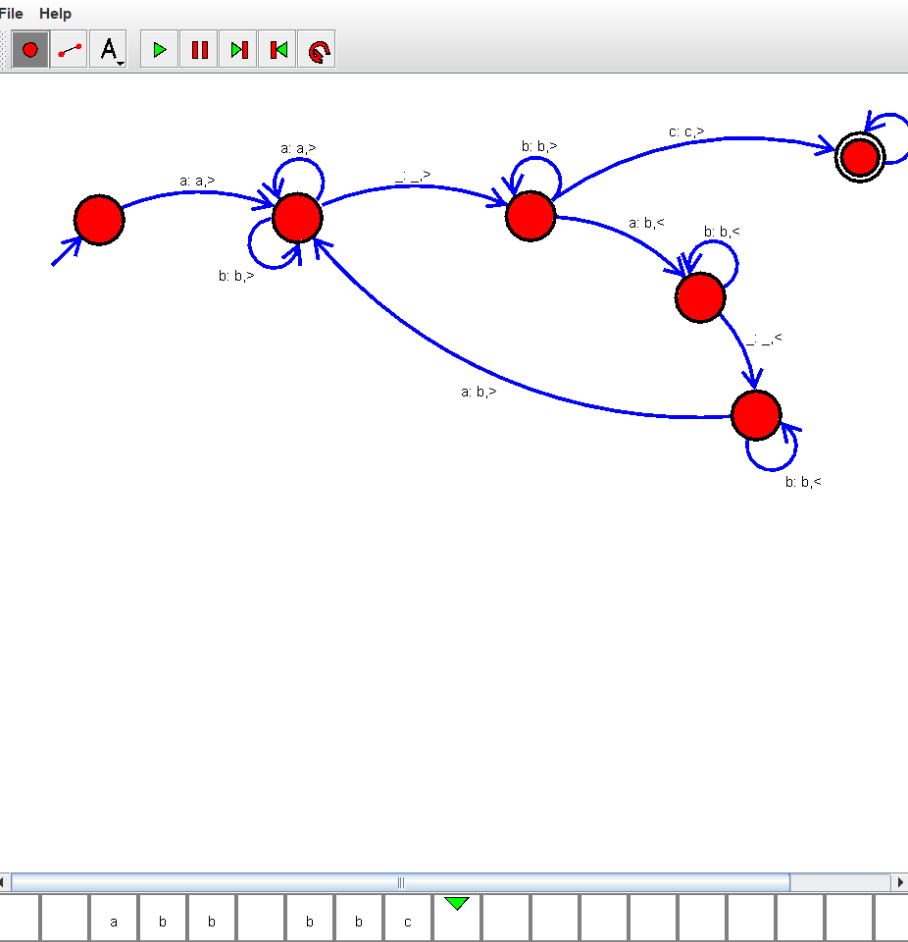 File Help
A
c: c,>
a: a,>
b: b,>
a: a,>
_: _,>
a: b,<
b: b,<
b: b,>
_: _,<
a: b,>
b: b,<
a b b b b c